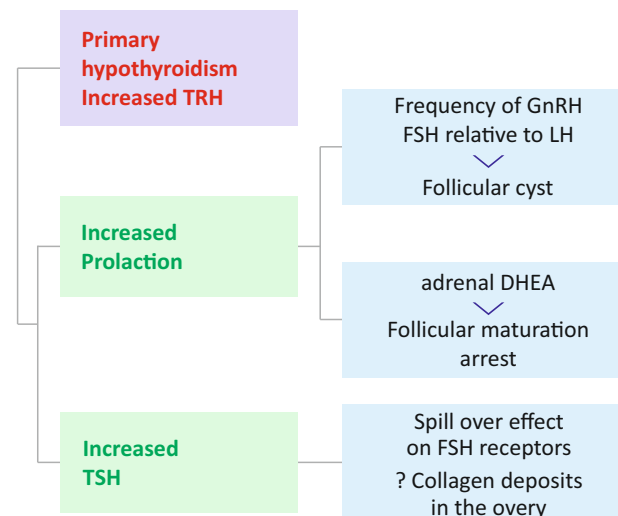 Primary
hypothyroidism
Increased TRH
Frequency of GnRH
FSH relative to LH
Follicular cyst
Increased
Prolaction
adrenal DHEA
Follicular maturation
arrest
Increased
TSH
Spill over effect
on FSH receptors
? Collagen deposits
in the overy